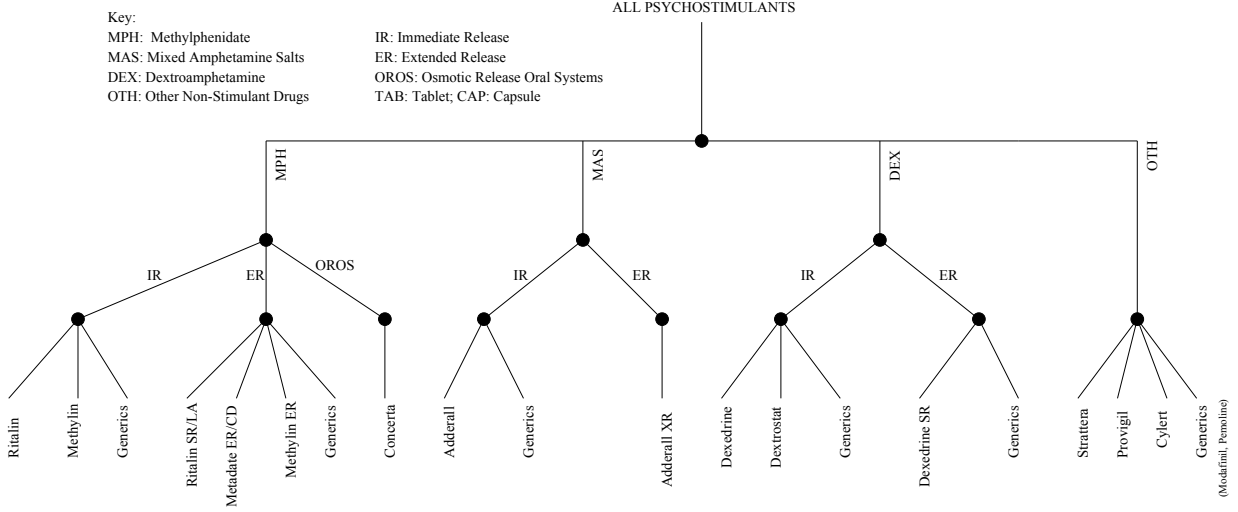 ALL PSYCHOSTIMULANTS
Key:
MPH: Methylphenidate
MAS: Mixed Amphetamine Salts
DEX: Dextroamphetamine
OTH: Other Non-Stimulant Drugs
IR: Immediate Release
ER: Extended Release
OROS: Osmotic Release Oral Systems
TAB: Tablet; CAP: Capsule
MPH
MAS
DEX
OTH
IR
ER
OROS
IR
ER
IR
ER
Ritalin
Methylin
Generics
Ritalin SR/LA
Metadate ER/CD
Methylin ER
Generics
Concerta
Adderall
Generics
Adderall XR
Dexedrine
Dextrostat
Generics
Dexedrine SR
Generics
Strattera
Provigil
Cylert
Generics
(Modafinil, Pemoline)